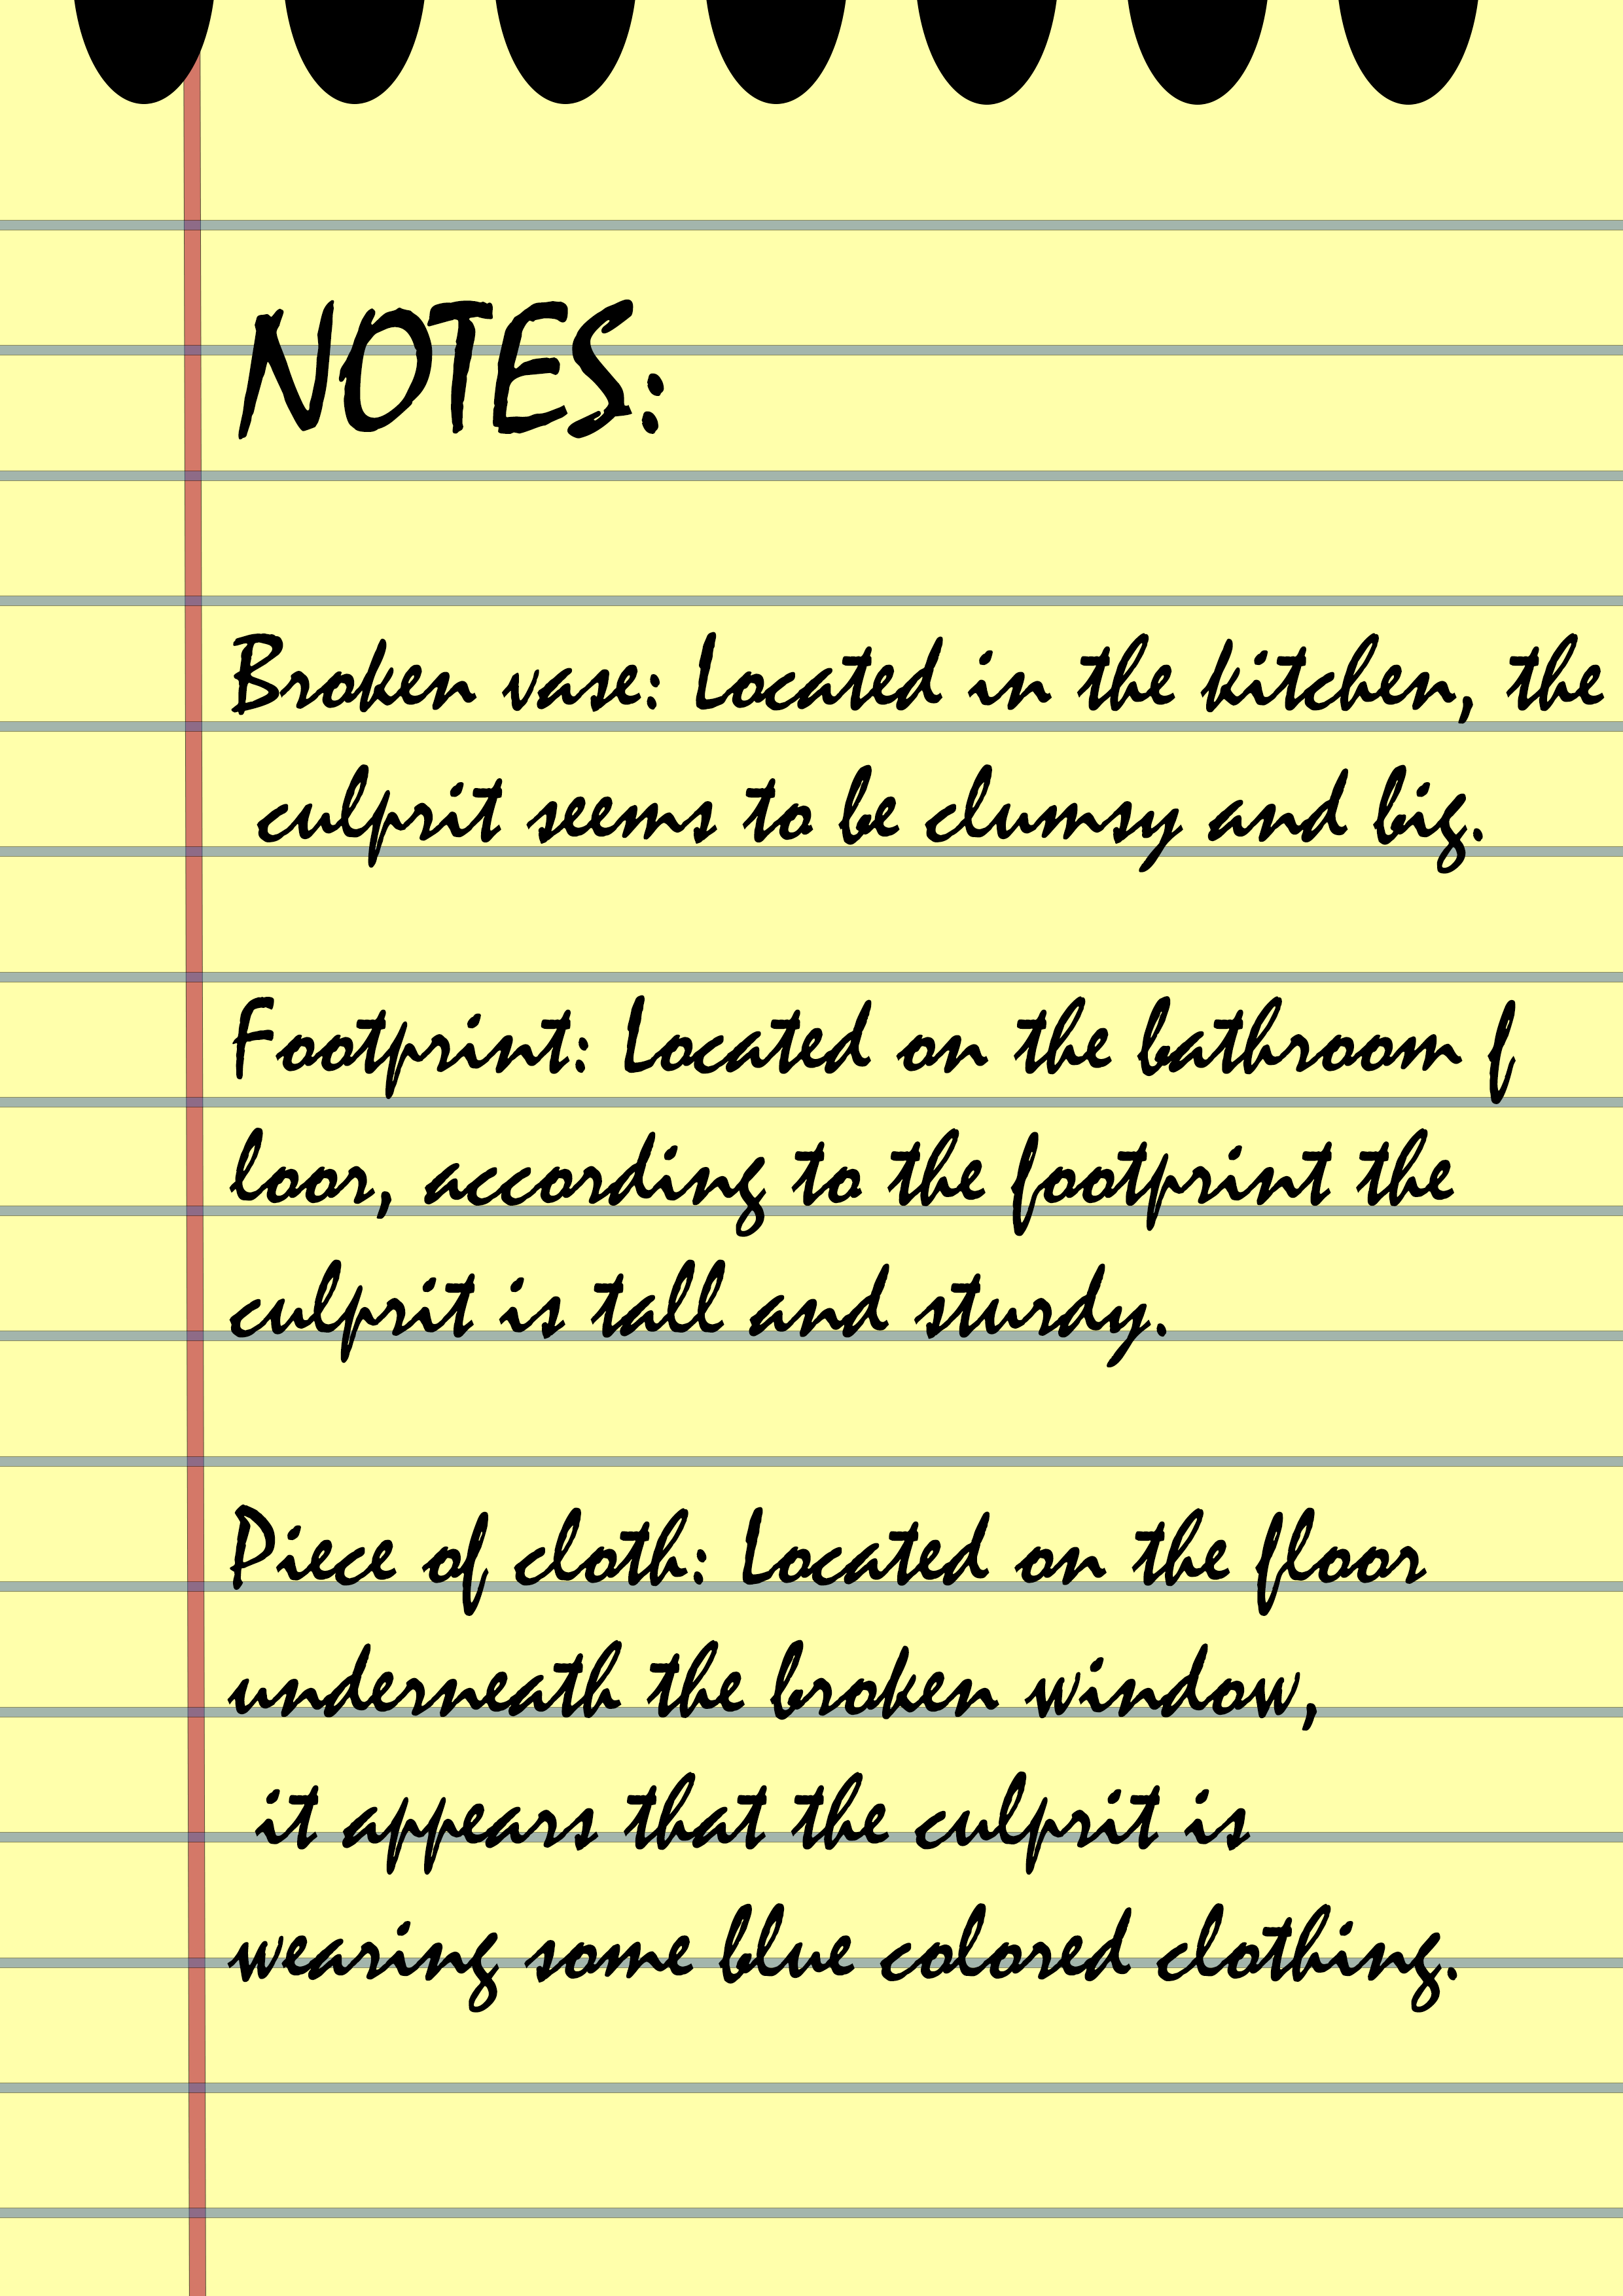 NOTES:
Broken vase: Located in the kitchen, the
culprit seems to be clumsy and big.
Footprint: Located on the bathroom f
loor, according to the footprint the
culprit is tall and sturdy.
Piece of cloth: Located on the floor
underneath the broken window,
it appears that the culprit is
wearing some blue colored clothing.